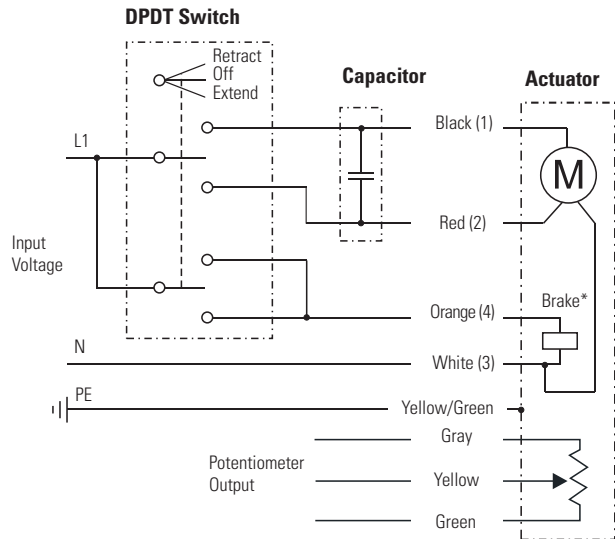 DPDT Switch
Retract
Off
Extend
Capacitor
Actuator
L1
Black (1)
M
Red (2)
Input
Voltage
Brake*
Orange (4)
N
White (3)
PE
Yellow/Green
Gray
Potentiometer
Output
Yellow
Green